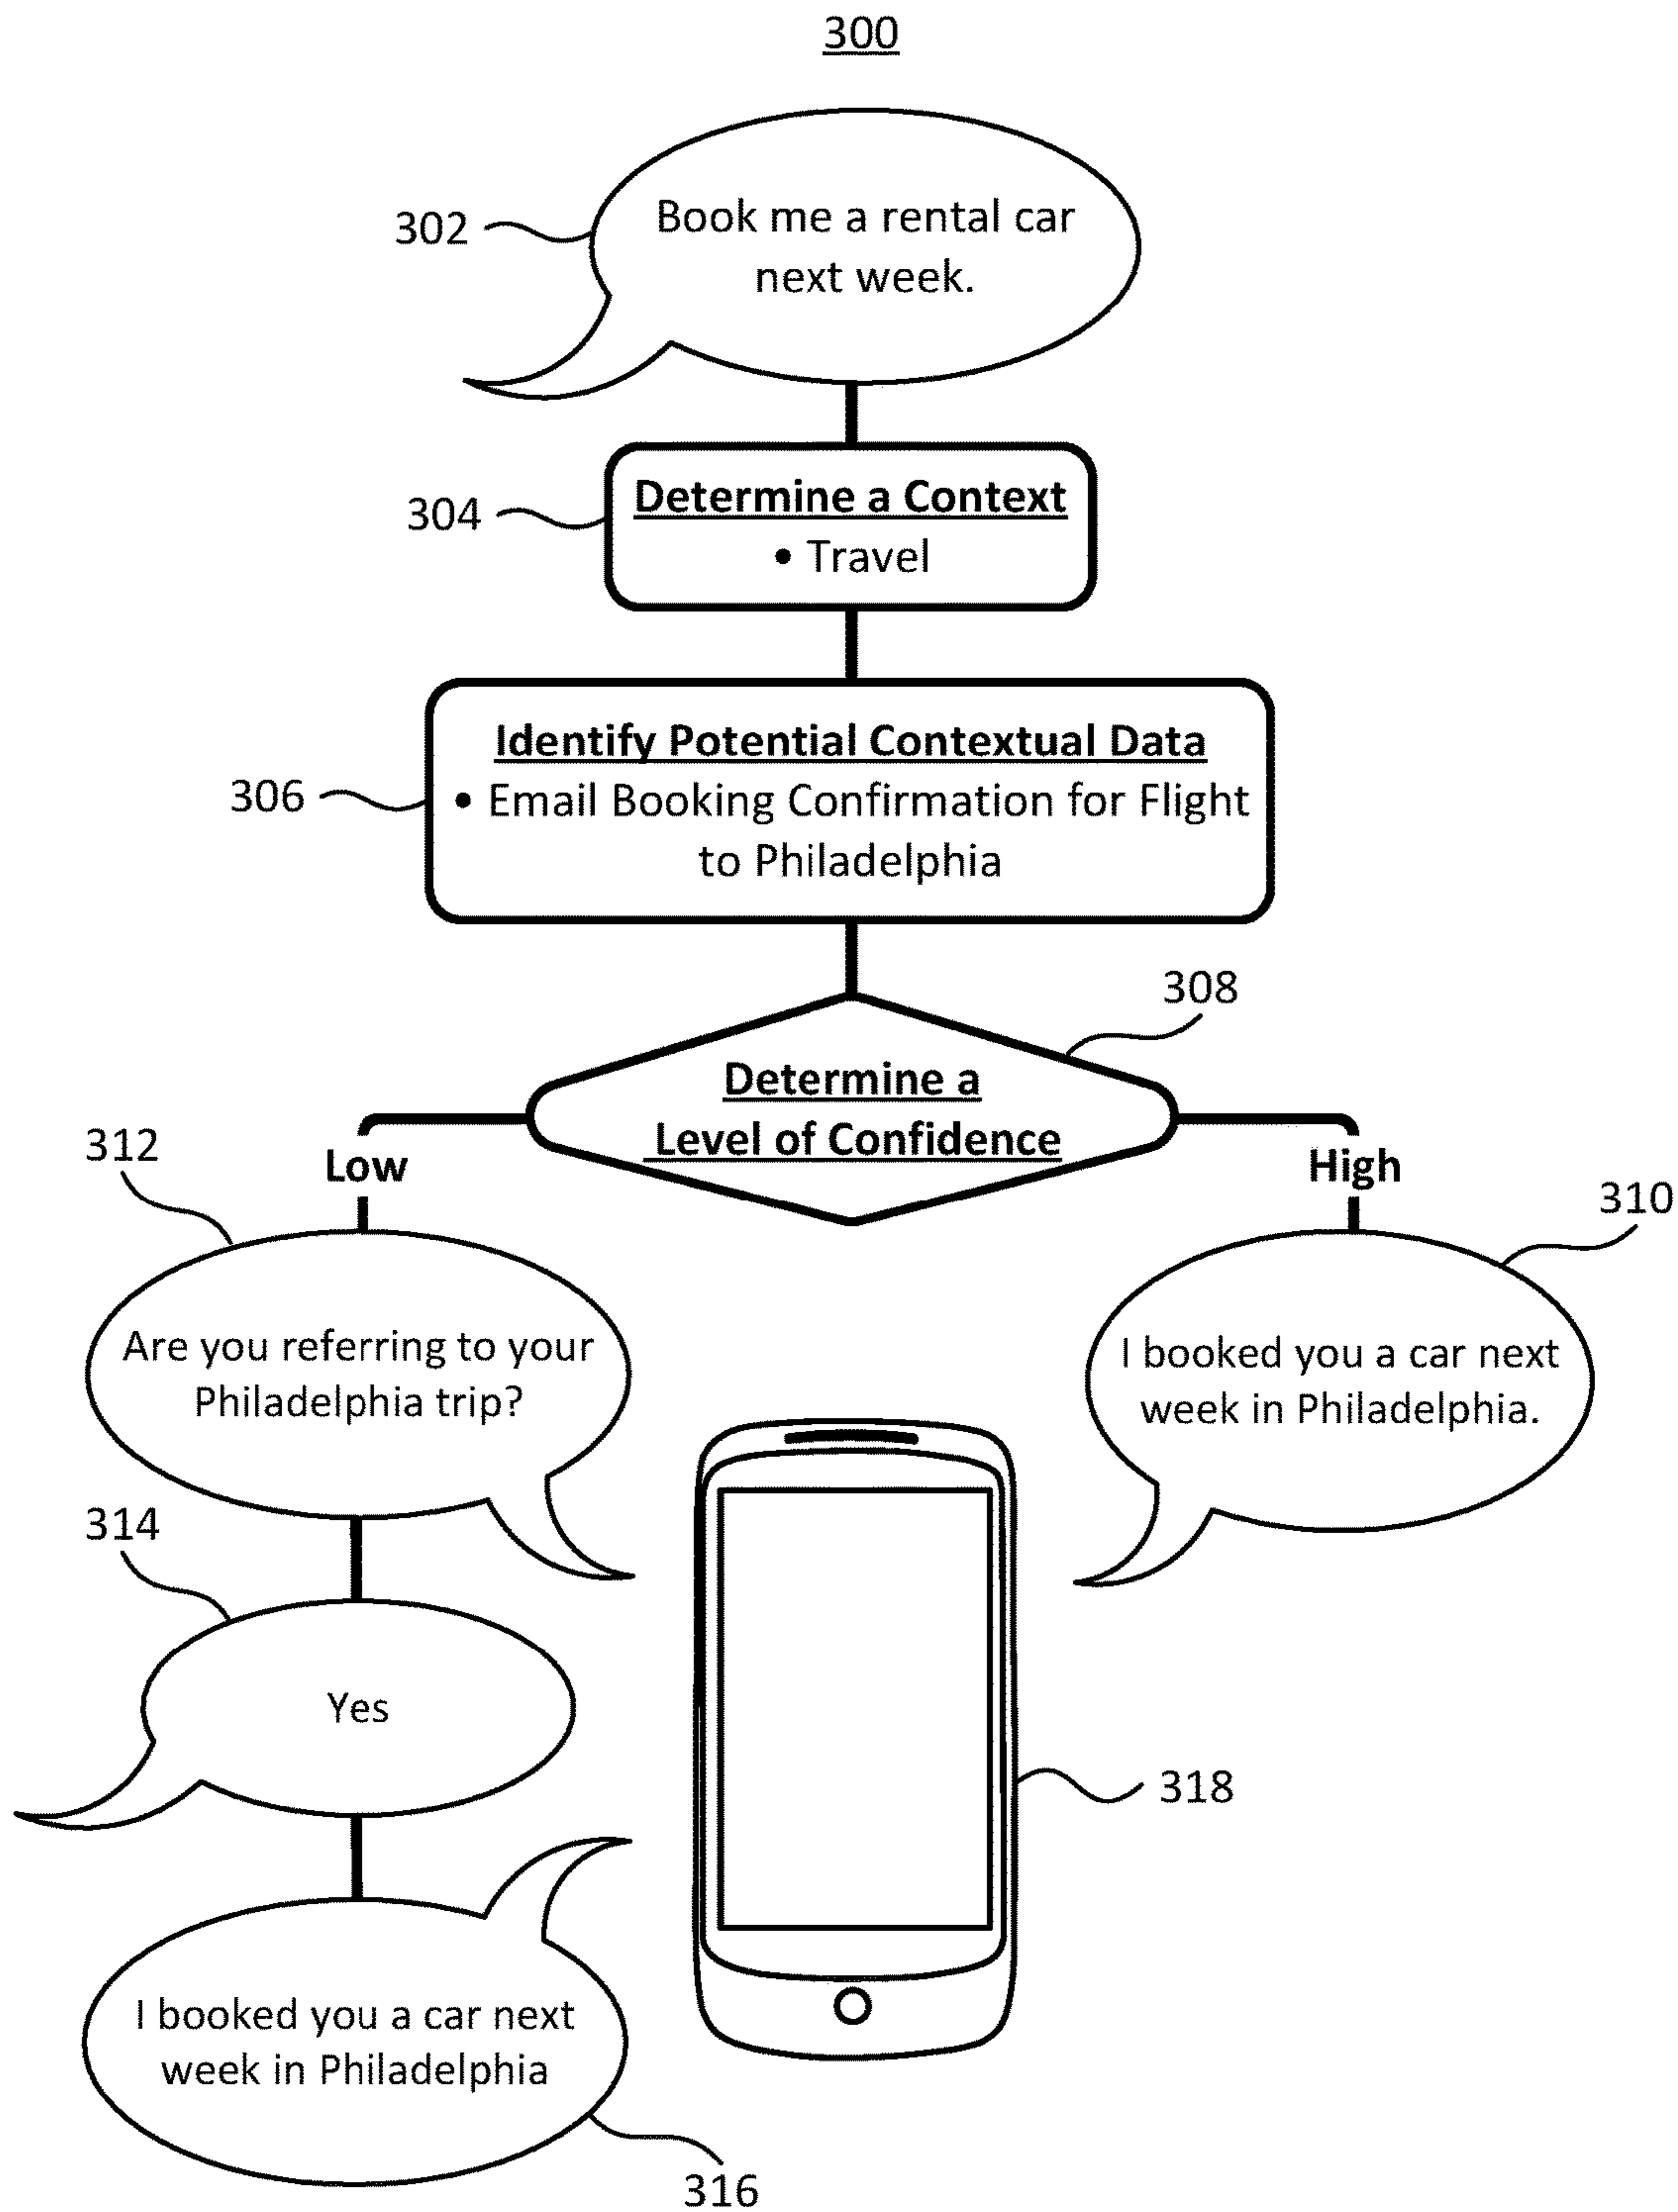 300
302
Book me a rental car
next week.
304
Determine a Context
• Travel
306
Identify Potential Contextual Data
• Email Booking Confirmation for Flight
to Philadelphia
308
Determine a
Level of Confidence
Low
High
312
310
Are you referring to your
Philadelphia trip?
I booked you a car next
week in Philadelphia.
314
Yes
318
I booked you a car next
week in Philadelphia
316